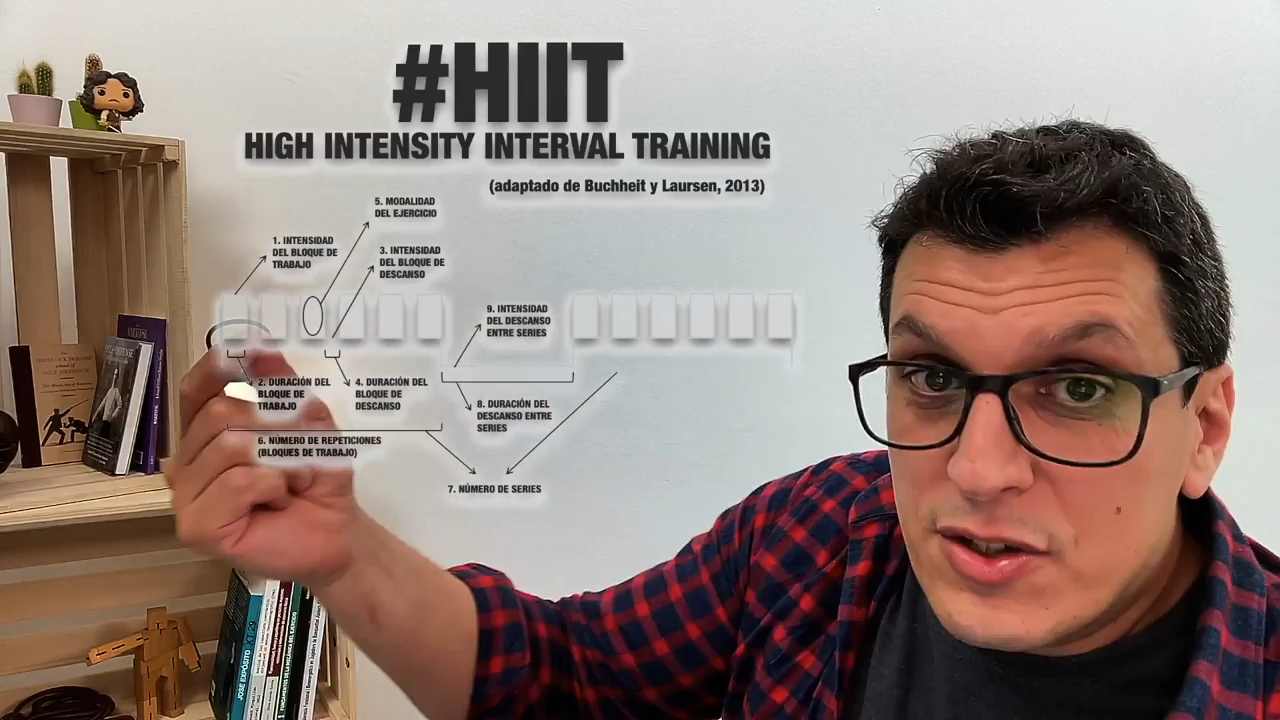 #HIIT
HIGH INTENSITY INTERVAL TRAINING
(adaptado de Buchheit y Laursen, 2013)
5. MODALIDAD
DEL EJERCICIO
1. INTENSIDAD
DEL BLOQUE DE
TRABAJO
3. INTENSIDAD
DEL BLOQUE DE
DESCANSO
9. INTENSIDAD
DEL DESCANSO
ENTRE SERIES
2. DURACIÓN DEL
BLOQUE DE
TRABAJO
4. DURACIÓN DEL
BLOQUE DE
DESCANSO
8. DURACIÓN DEL
DESCANSO ENTRE
SERIES
6. NÚMERO DE REPETICIONES
(BLOQUES DE TRABAJO)
7. NÚMERO DE SERIES
JOSE EXPÓSITO